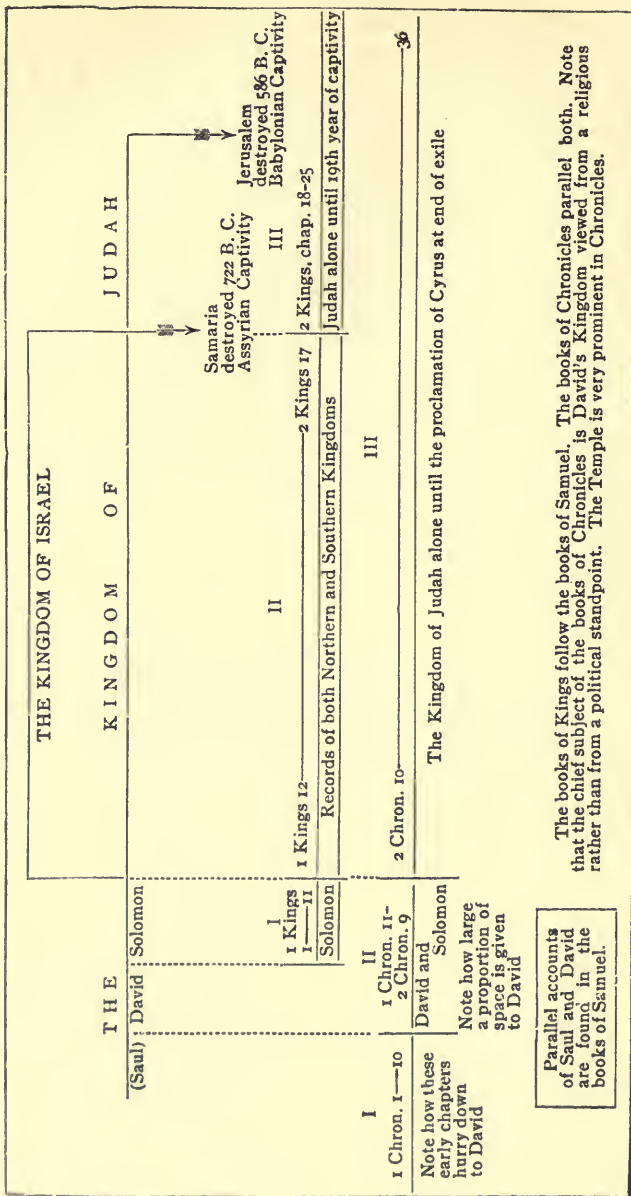 THE KINGDOM OF ISRAEL
THE KINGDOM OF JUDAH
(Saul) David Solomon
Samaria
destroyed 722 B. C.
Assyrian Captivity
Jerusalem
destroyed 586 B. C.
Babylonian Captivity
I
1 Kings
1—11
Solomon
II
1 Kings 12—2 Kings 17
Records of both Northern and Southern Kingdoms
III
2 Kings, chap. 18-25
Judah alone until 19th year of captivity
I
1 Chron. 1—10
Note how these
early chapters
hurry down
to David
II
1 Chron. 11-
2 Chron. 9
David and
Solomon
Note how large
a proportion of
space is given
to David
III
2 Chron. 10—36
The Kingdom of Judah alone until the proclamation of Cyrus at end of exile
Parallel accounts
of Saul and David
are found in the
books of Samuel.
The books of Kings follow the books of Samuel. The books of Chronicles parallel both. Note
that the chief subject of the books of Chronicles is David's Kingdom viewed from a religious
rather than from a political standpoint. The Temple is very prominent in Chronicles.